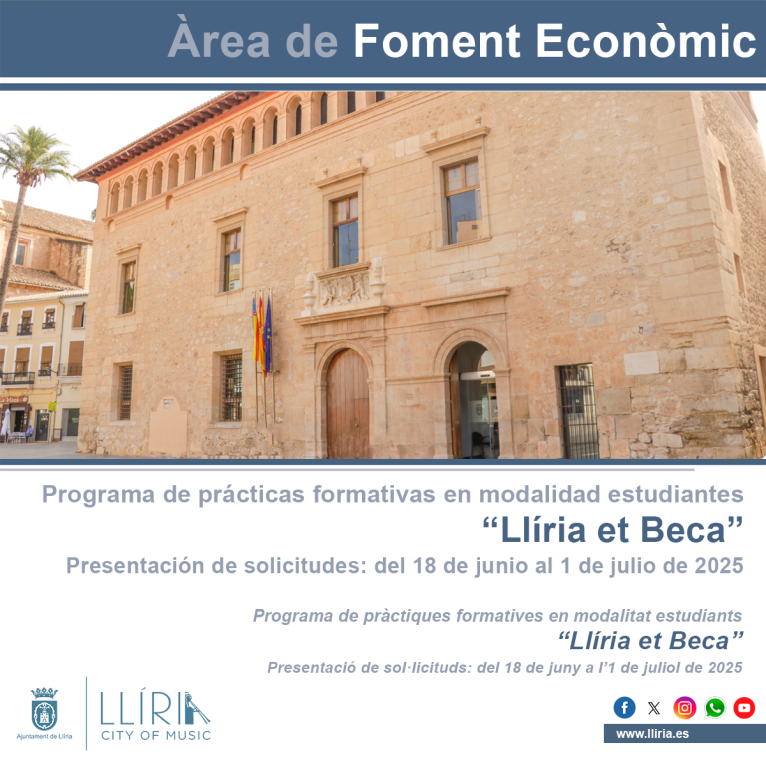 Àrea de Foment Econòmic
Programa de prácticas formativas en modalidad estudiantes
“Llíria et Beca”
Presentación de solicitudes: del 18 de junio al 1 de julio de 2025
Programa de pràctiques formatives en modalitat estudiants
“Llíria et Beca”
Presentació de sol·licituds: del 18 de juny a l’1 de juliol de 2025
Ajuntament de Llíria
LLÍRIA
CITY OF MUSIC
www.lliria.es